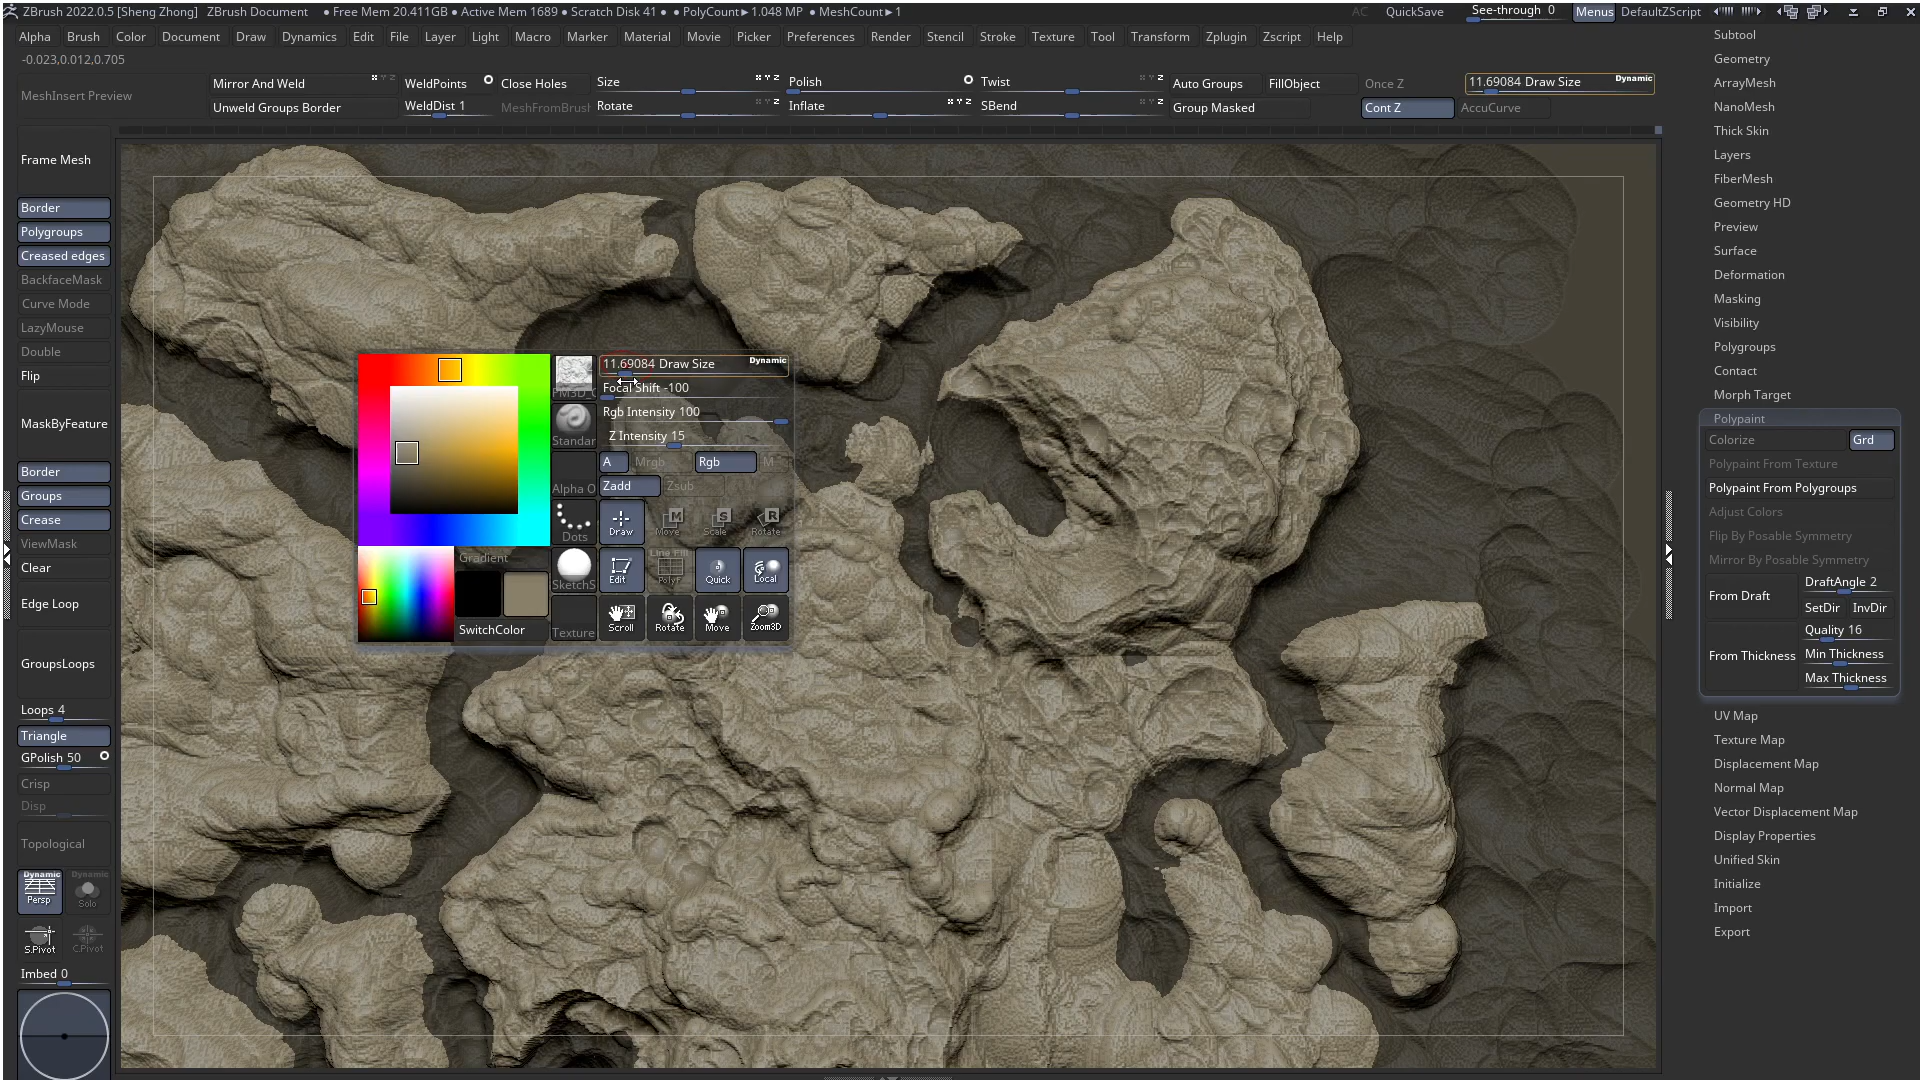 ZBrush 2022.0.5 [Sheng Zhong] ZBrush Document • Free Mem 20.411GB • Active Mem 1689 • Scratch Disk 41 • • PolyCount► 1.048 MP • MeshCount► 1 AC QuickSave See-through 0 Menus DefaultZScript
Alpha Brush Color Document Draw Dynamics Edit File Layer Light Macro Marker Material Movie Picker Preferences Render Stencil Stroke Texture Tool Transform Zplugin Zscript Help
-0.023,0.012,0.705
MeshInsert Preview
Mirror And Weld
Unweld Groups Border
WeldPoints
WeldDist 1
Close Holes
MeshFromBrush
Size
Rotate
Polish
Inflate
Twist
SBend
Auto Groups
Group Masked
FillObject
Once Z
Cont Z
11.69084 Draw Size Dynamic
AccuCurve
Frame Mesh
Border
Polygroups
Creased edges
BackfaceMask
Curve Mode
LazyMouse
Double
Flip
MaskByFeature
Border
Groups
Crease
ViewMask
Clear
Edge Loop
GroupsLoops
Loops 4
Triangle
GPolish 50
Crisp
Disp
Topological
Dynamic
Persp
Dynamic
Solo
S.Pivot
C.Pivot
Imbed 0
Gradient
SwitchColor
Standar
Alpha O
Dots
SketchS
Texture
11.69084 Draw Size Dynamic
Focal Shift -100
Rgb Intensity 100
Z Intensity 15
A Mrgb Rgb M
Zadd Zsub
Draw Move Scale Rotate
Edit
Line Fill
PolyF
Quick
Local
Scroll Rotate Move Zoom3D
Subtool
Geometry
ArrayMesh
NanoMesh
Thick Skin
Layers
FiberMesh
Geometry HD
Preview
Surface
Deformation
Masking
Visibility
Polygroups
Contact
Morph Target
Polypaint
Colorize Grd
Polypaint From Texture
Polypaint From Polygroups
Adjust Colors
Flip By Posable Symmetry
Mirror By Posable Symmetry
From Draft
DraftAngle 2
SetDir InvDir
From Thickness
Quality 16
Min Thickness
Max Thickness
UV Map
Texture Map
Displacement Map
Normal Map
Vector Displacement Map
Display Properties
Unified Skin
Initialize
Import
Export